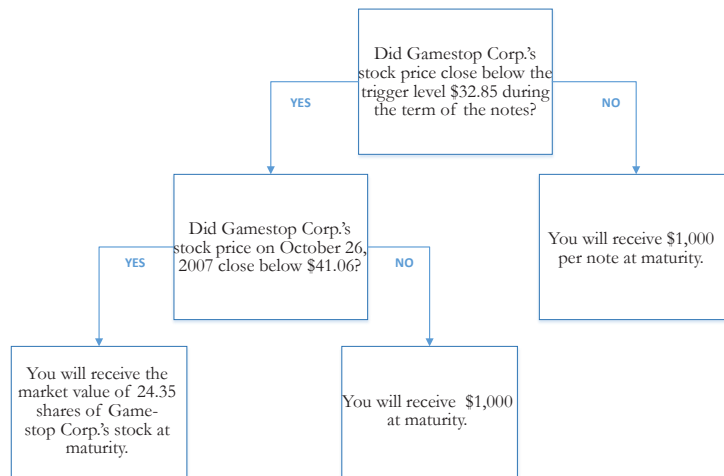 Did Gamestop Corp.'s
stock price close below the
trigger level $32.85 during
the term of the notes?
YES
NO
Did Gamestop Corp.'s
stock price on October 26,
2007 close below $41.06?
You will receive $1,000
per note at maturity.
YES
NO
You will receive the
market value of 24.35
shares of Game-
stop Corp.'s stock at
maturity.
You will receive $1,000
at maturity.